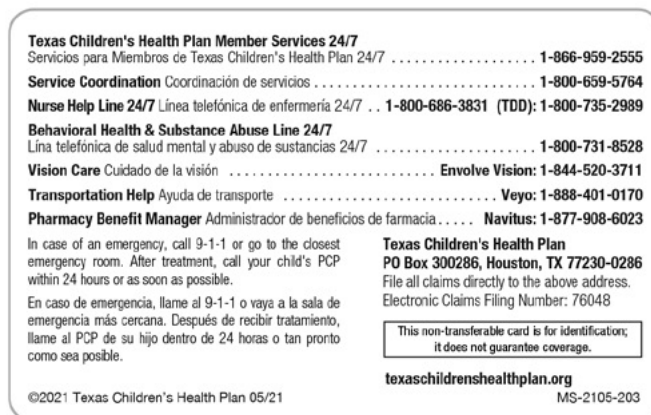 Texas Children's Health Plan Member Services 24/7
Servicios para Miembros de Texas Children's Health Plan 24/7 . . . . . . . . . . . . . . . . . . 1-866-959-2555
Service Coordination Coordinación de servicios . . . . . . . . . . . . . . . . . . . . . . . . . . . . 1-800-659-5764
Nurse Help Line 24/7 Línea telefónica de enfermería 24/7 . . 1-800-686-3831 (TDD): 1-800-735-2989
Behavioral Health & Substance Abuse Line 24/7
Lína telefónica de salud mental y abuso de sustancias 24/7 . . . . . . . . . . . . . . . . . . . . 1-800-731-8528
Vision Care Cuidado de la visión . . . . . . . . . . . . . . . . . . . . . . . . . . Envolve Vision: 1-844-520-3711
Transportation Help Ayuda de transporte . . . . . . . . . . . . . . . . . . . . . . . . . . . Veyo: 1-888-401-0170
Pharmacy Benefit Manager Administrador de beneficios de farmacia . . . . . Navitus: 1-877-908-6023
In case of an emergency, call 9-1-1 or go to the closest
emergency room. After treatment, call your child's PCP
within 24 hours or as soon as possible.
En caso de emergencia, llame al 9-1-1 o vaya a la sala de
emergencia más cercana. Después de recibir tratamiento,
llame al PCP de su hijo dentro de 24 horas o tan pronto
como sea posible.
Texas Children's Health Plan
PO Box 300286, Houston, TX 77230-0286
File all claims directly to the above address.
Electronic Claims Filing Number: 76048
This non-transferable card is for identification;
it does not guarantee coverage.
texaschildrenshealthplan.org
©2021 Texas Children's Health Plan 05/21
MS-2105-203